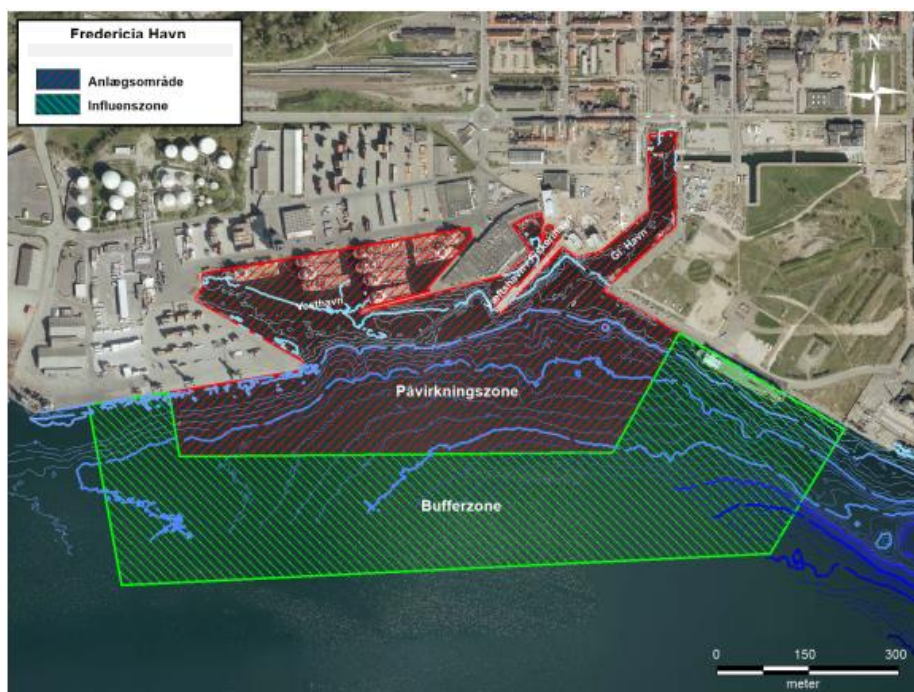 Fredericia Havn
Anlægsområde
Influenszone
N
Gl. Havn
Vesthavn
Påvirkningszone
Bufferzone
0 150 300
meter